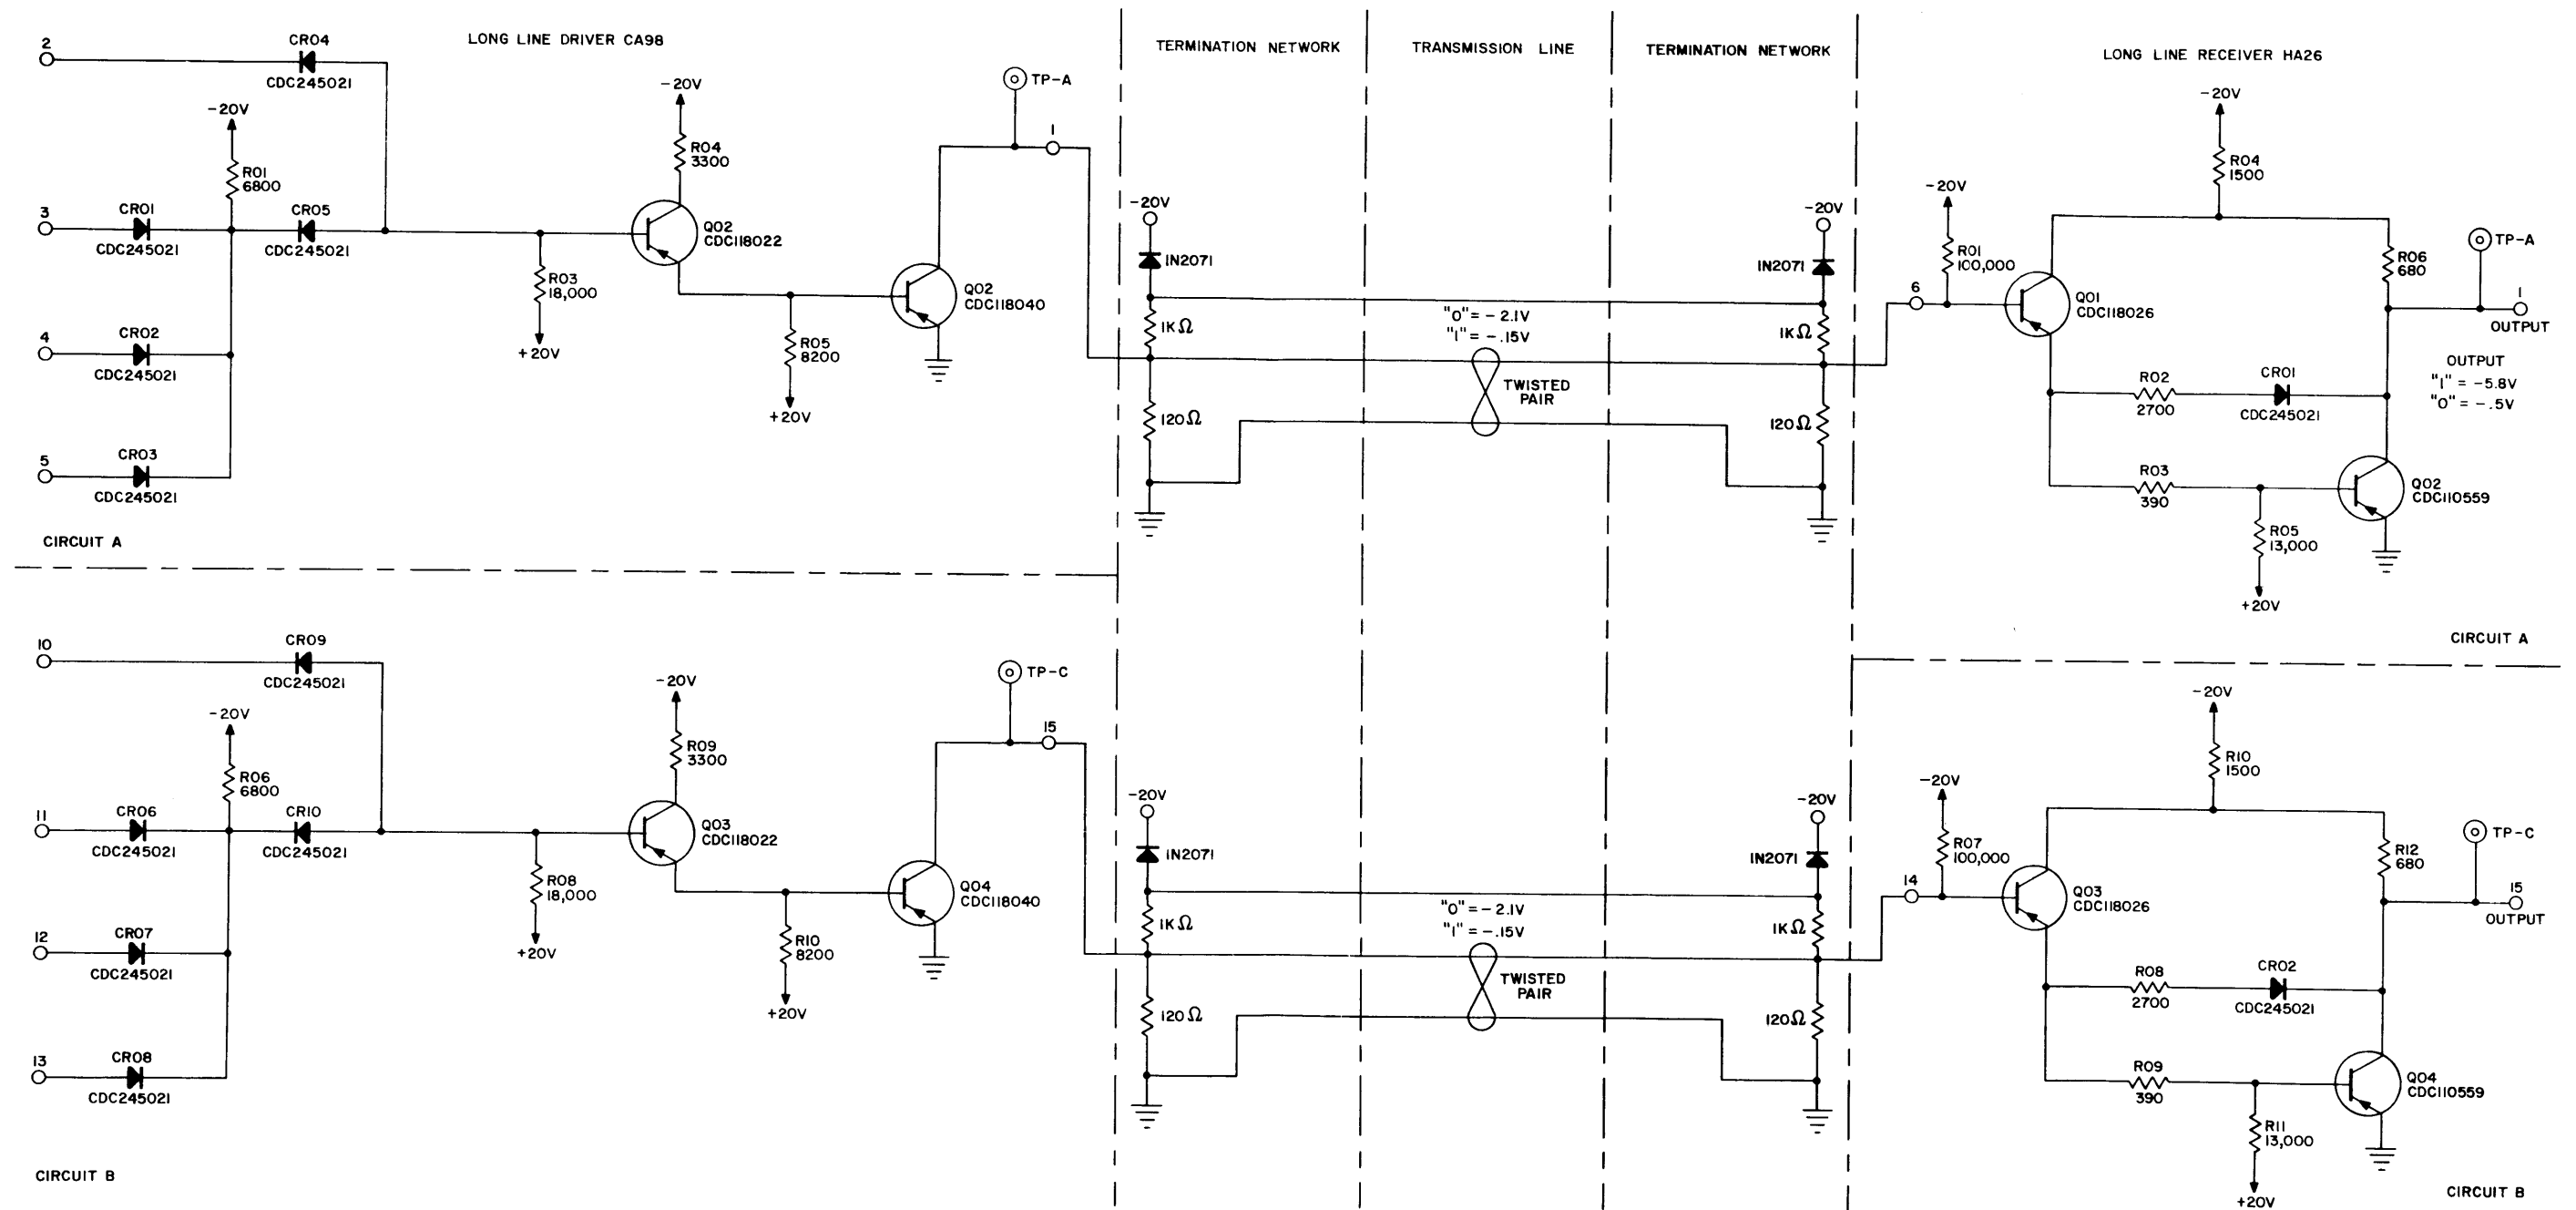 LONG LINE DRIVER CA98
2
CR04
CDC245021
-20V
R01
6800
3
CR01
CDC245021
CR05
CDC245021
4
CR02
CDC245021
5
CR03
CDC245021
R03
18,000
+20V
-20V
R04
3300
Q02
CDC118022
R05
8200
+20V
Q02
CDC118040
TP-A
1
CIRCUIT A
10
CR09
CDC245021
-20V
R06
6800
11
CR06
CDC245021
CR10
CDC245021
12
CR07
CDC245021
13
CR08
CDC245021
R08
18,000
+20V
-20V
R09
3300
Q03
CDC118022
R10
8200
+20V
Q04
CDC118040
TP-C
15
CIRCUIT B
TERMINATION NETWORK
TRANSMISSION LINE
TERMINATION NETWORK
-20V
1N2071
1KΩ
120Ω
"0" = -2.1V
"1" = -.15V
TWISTED
PAIR
-20V
1N2071
1KΩ
120Ω
-20V
1N2071
1KΩ
120Ω
"0" = -2.1V
"1" = -.15V
TWISTED
PAIR
-20V
1N2071
1KΩ
120Ω
LONG LINE RECEIVER HA26
-20V
R04
1500
-20V
R01
100,000
6
Q01
CDC118026
R06
680
TP-A
1
OUTPUT
OUTPUT
"1" = -5.8V
"0" = -.5V
R02
2700
CR01
CDC245021
R03
390
Q02
CDC110559
R05
13,000
+20V
CIRCUIT A
-20V
R10
1500
-20V
R07
100,000
14
Q03
CDC118026
R12
680
TP-C
15
OUTPUT
R08
2700
CR02
CDC245021
R09
390
Q04
CDC110559
R11
13,000
+20V
CIRCUIT B